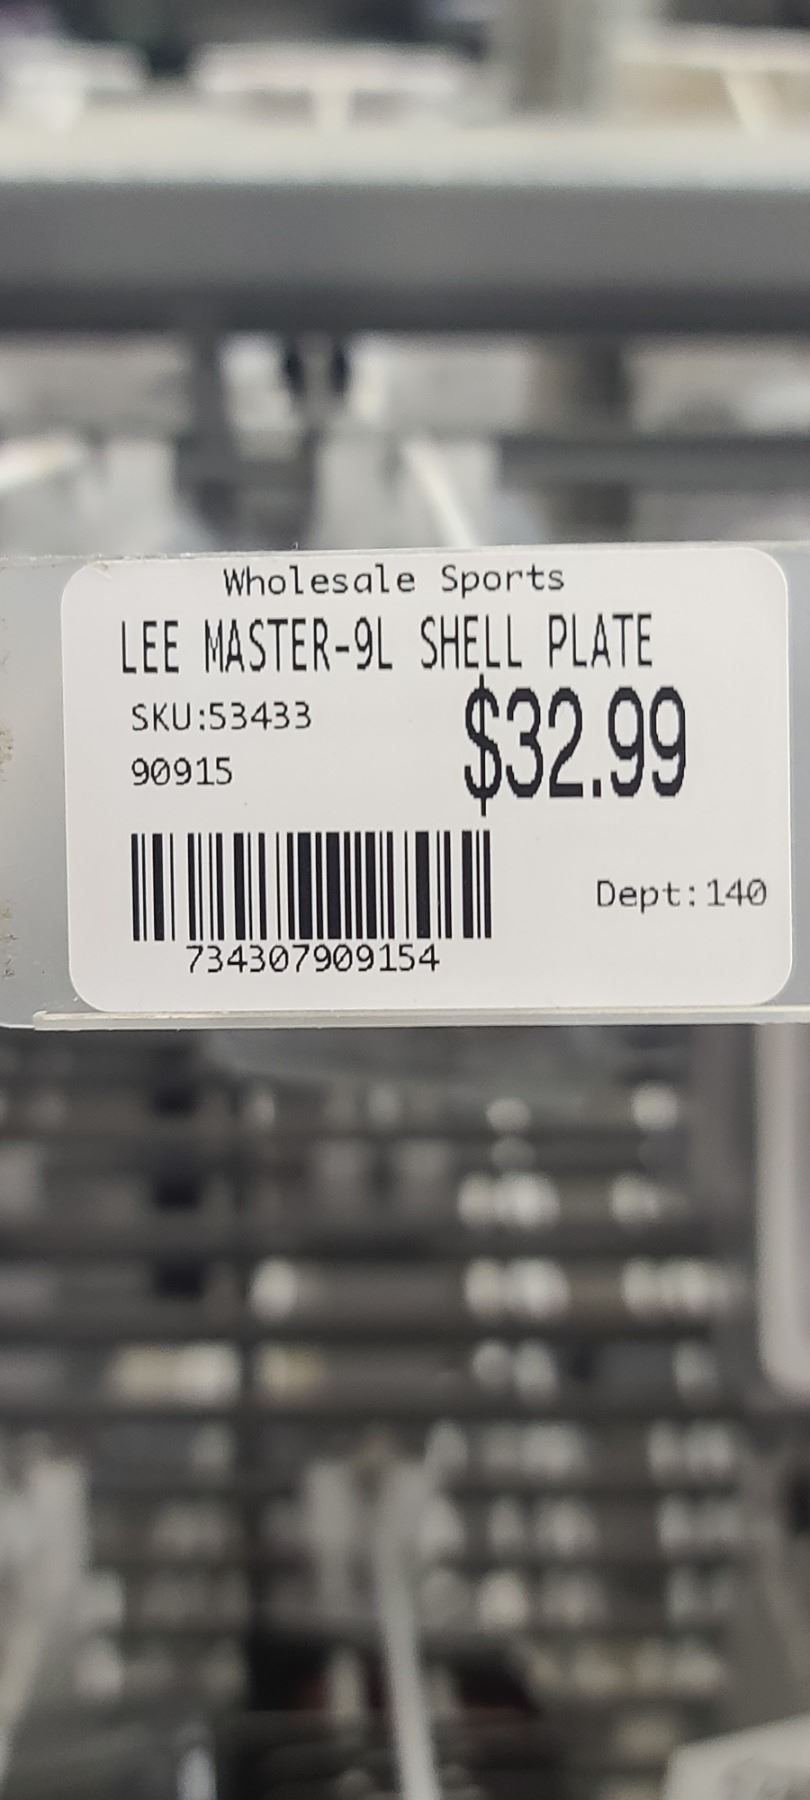 Wholesale Sports
LEE MASTER-9L SHELL PLATE
SKU:53433
$32.99
90915
Dept:140
734307909154